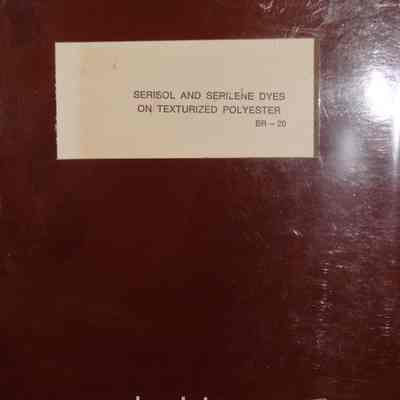 SERISOL AND SERILENE DYES
ON TEXTURIZED POLYESTER
BR – 20